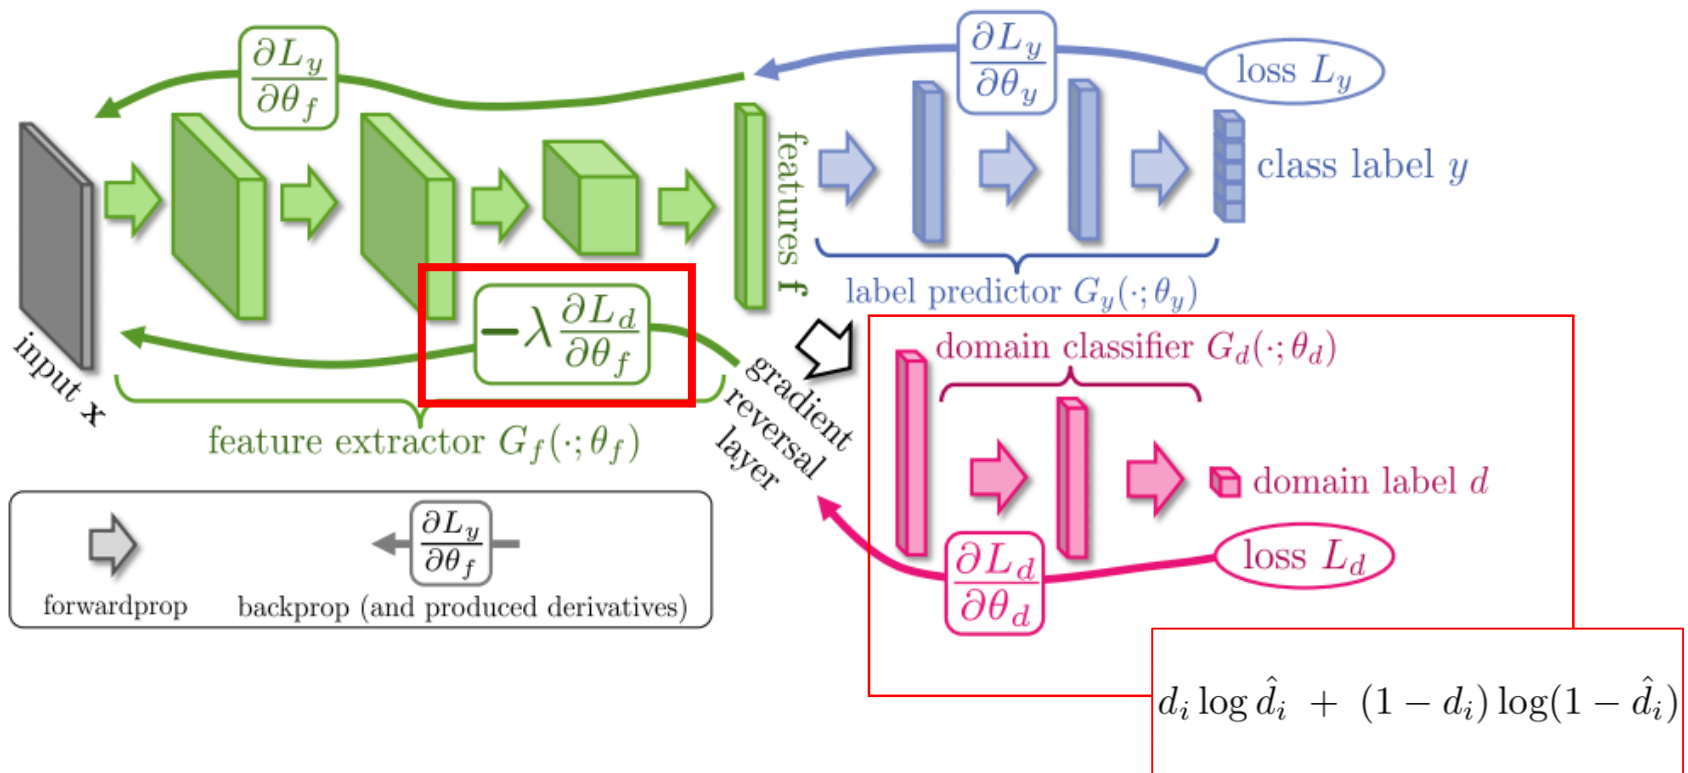 ∂L_y/∂θ_f
∂L_y/∂θ_y
loss L_y
class label y
features f
label predictor G_y(·; θ_y)
input x
−λ ∂L_d/∂θ_f
feature extractor G_f(·; θ_f)
gradient
reversal
layer
domain classifier G_d(·; θ_d)
domain label d
loss L_d
∂L_d/∂θ_d
∂L_y/∂θ_f
forwardprop
backprop (and produced derivatives)
d_i log d̂_i + (1 − d_i) log(1 − d̂_i)